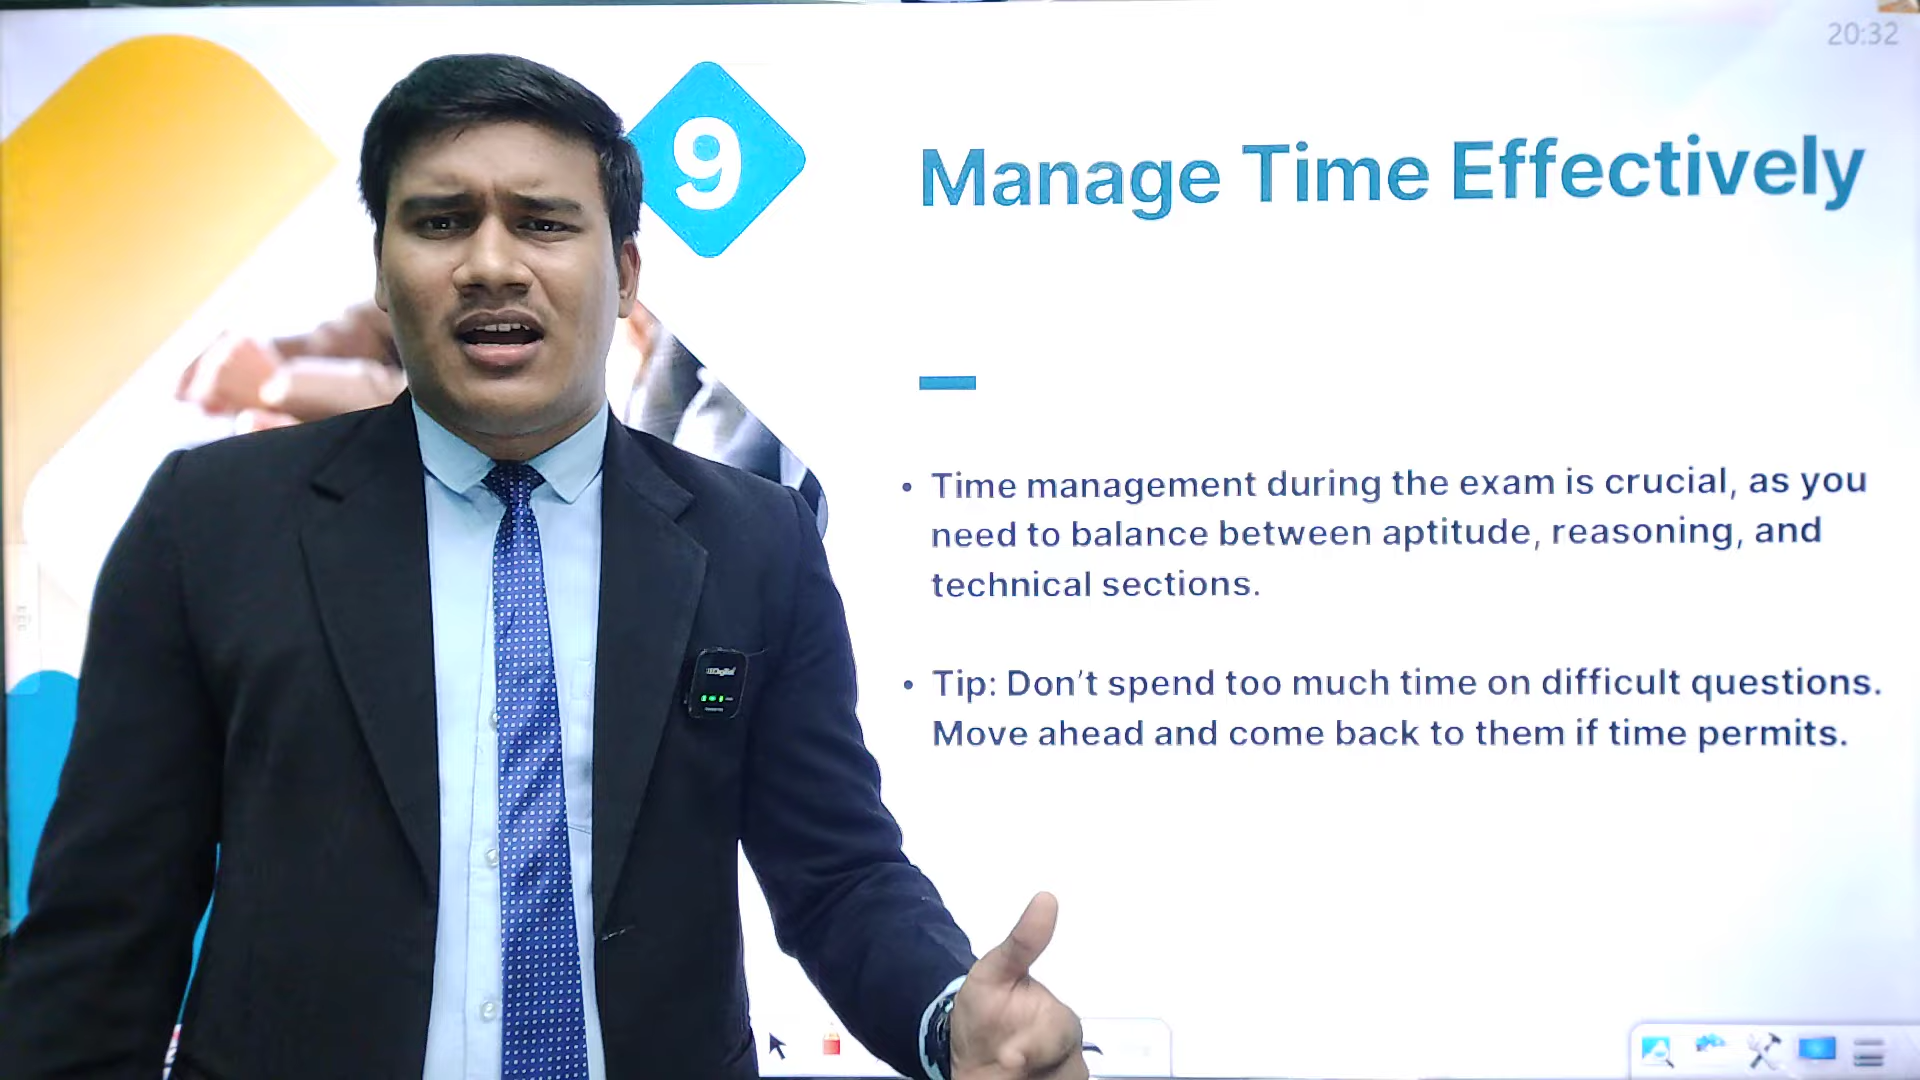 20:32
9
Manage Time Effectively
• Time management during the exam is crucial, as you
need to balance between aptitude, reasoning, and
technical sections.
• Tip: Don't spend too much time on difficult questions.
Move ahead and come back to them if time permits.